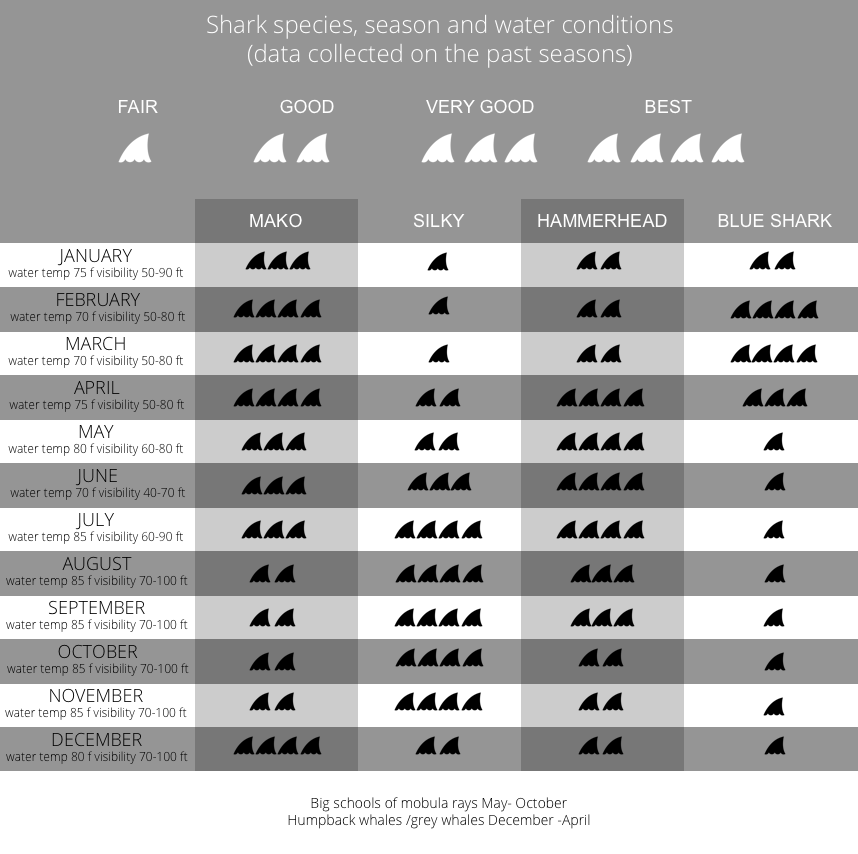 Shark species, season and water conditions
(data collected on the past seasons)
FAIR GOOD VERY GOOD BEST
MAKO SILKY HAMMERHEAD BLUE SHARK
JANUARY
water temp 75 f visibility 50-90 ft
FEBRUARY
water temp 70 f visibility 50-80 ft
MARCH
water temp 70 f visibility 50-80 ft
APRIL
water temp 75 f visibility 50-80 ft
MAY
water temp 80 f visibility 60-80 ft
JUNE
water temp 70 f visibility 40-70 ft
JULY
water temp 85 f visibility 60-90 ft
AUGUST
water temp 85 f visibility 70-100 ft
SEPTEMBER
water temp 85 f visibility 70-100 ft
OCTOBER
water temp 85 f visibility 70-100 ft
NOVEMBER
water temp 85 f visibility 70-100 ft
DECEMBER
water temp 80 f visibility 70-100 ft
Big schools of mobula rays May- October
Humpback whales /grey whales December -April